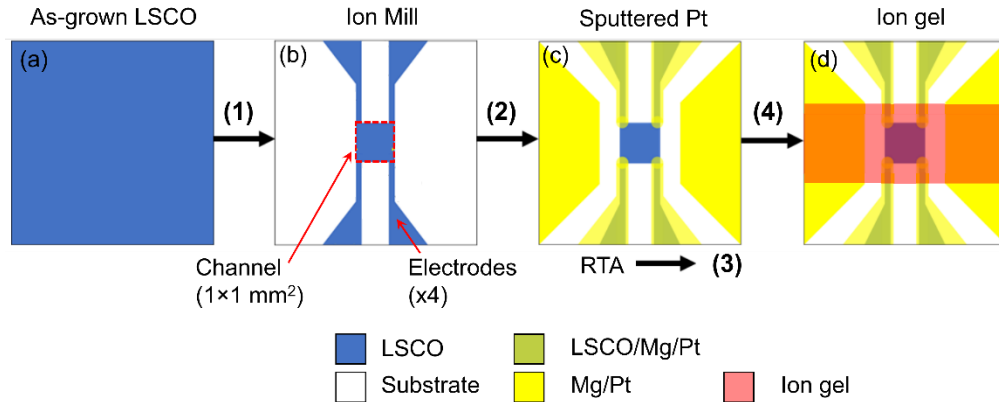 As-grown LSCO
Ion Mill
Sputtered Pt
Ion gel
(a)
(1)
(b)
(2)
(c)
(4)
(d)
Channel
(1×1 mm²)
Electrodes
(x4)
RTA
(3)
LSCO
LSCO/Mg/Pt
Substrate
Mg/Pt
Ion gel